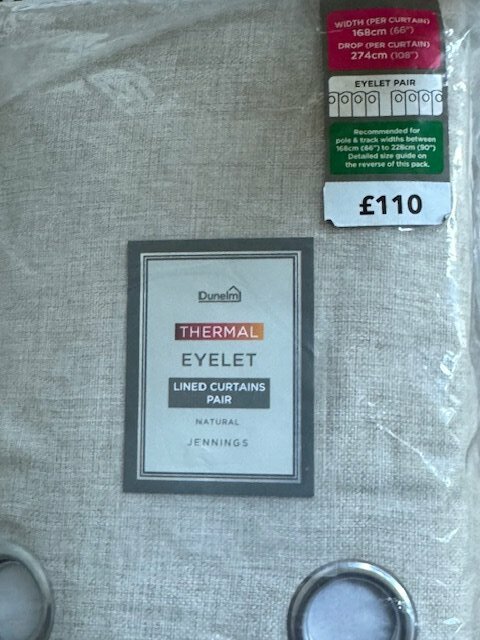 WIDTH (PER CURTAIN)
168cm (66")
DROP (PER CURTAIN)
274cm (108")
EYELET PAIR
Recommended for
pole & track widths between
168cm (66") to 228cm (90")
Detailed size guide on
the reverse of this pack.
£110
Dunelm
THERMAL
EYELET
LINED CURTAINS
PAIR
NATURAL
JENNINGS